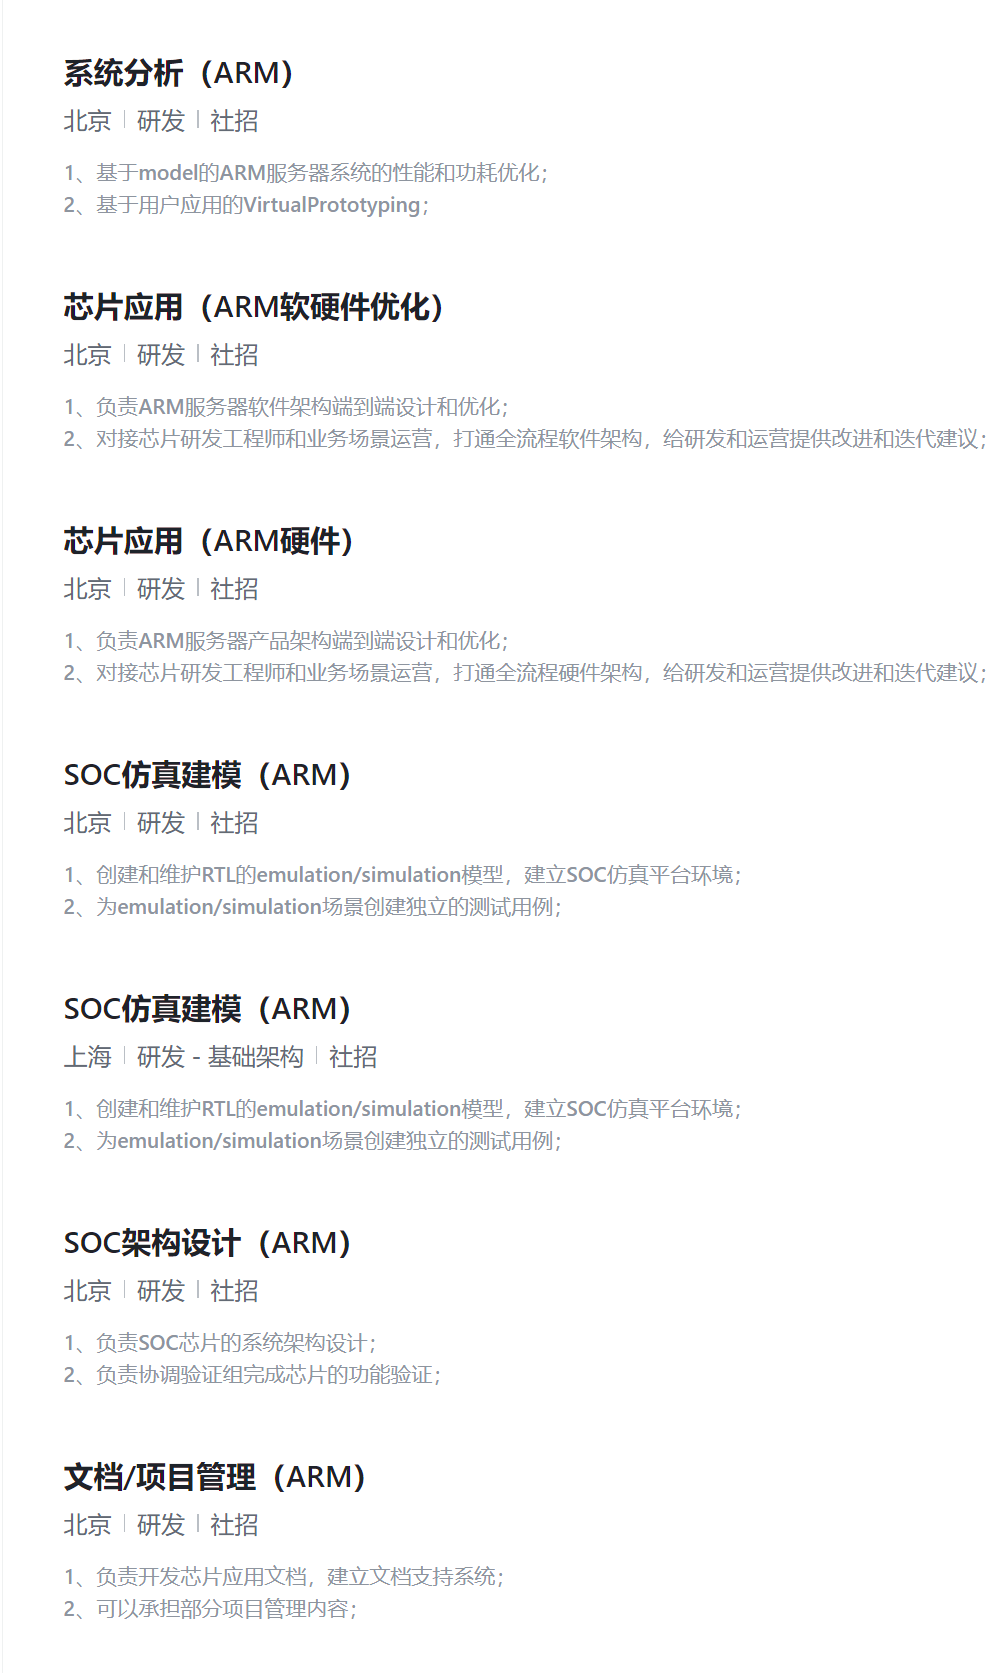 系统分析（ARM）
北京 | 研发 | 社招
1、基于model的ARM服务器系统的性能和功耗优化；
2、基于用户应用的VirtualPrototyping；
芯片应用（ARM软硬件优化）
北京 | 研发 | 社招
1、负责ARM服务器软件架构端到端设计和优化；
2、对接芯片研发工程师和业务场景运营，打通全流程软件架构，给研发和运营提供改进和迭代建议；
芯片应用（ARM硬件）
北京 | 研发 | 社招
1、负责ARM服务器产品架构端到端设计和优化；
2、对接芯片研发工程师和业务场景运营，打通全流程硬件架构，给研发和运营提供改进和迭代建议；
SOC仿真建模（ARM）
北京 | 研发 | 社招
1、创建和维护RTL的emulation/simulation模型，建立SOC仿真平台环境；
2、为emulation/simulation场景创建独立的测试用例；
SOC仿真建模（ARM）
上海 | 研发 - 基础架构 | 社招
1、创建和维护RTL的emulation/simulation模型，建立SOC仿真平台环境；
2、为emulation/simulation场景创建独立的测试用例；
SOC架构设计（ARM）
北京 | 研发 | 社招
1、负责SOC芯片的系统架构设计；
2、负责协调验证组完成芯片的功能验证；
文档/项目管理（ARM）
北京 | 研发 | 社招
1、负责开发芯片应用文档，建立文档支持系统；
2、可以承担部分项目管理内容；